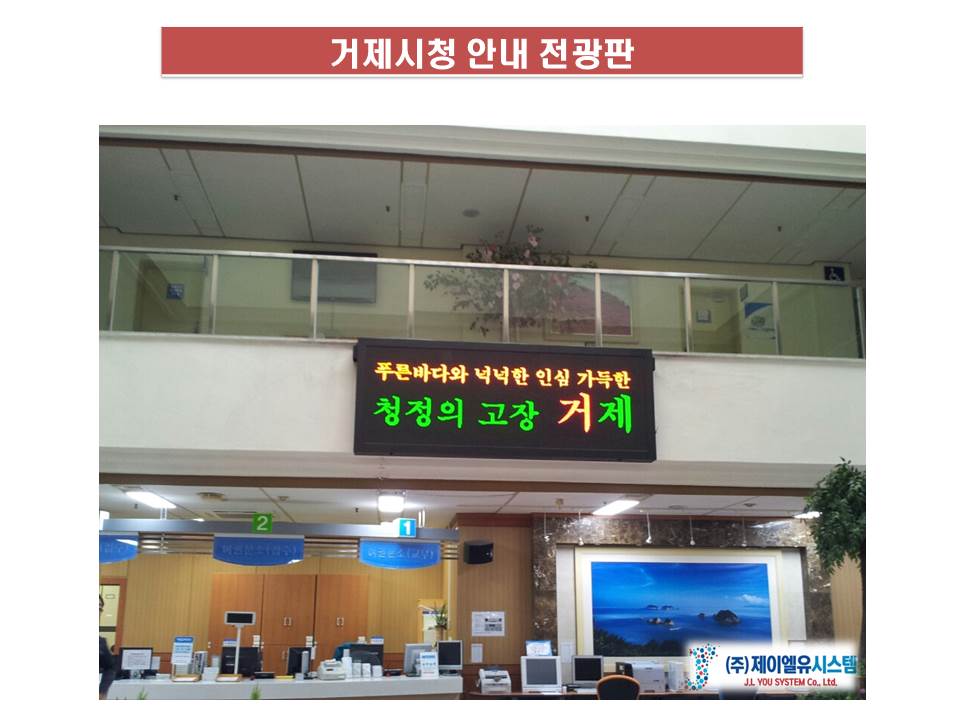 거제시청 안내 전광판
푸른바다와 넉넉한 인심 가득한
청정의 고장 거제
2
1
(주)제이엘유시스템
J.L YOU SYSTEM Co., Ltd.